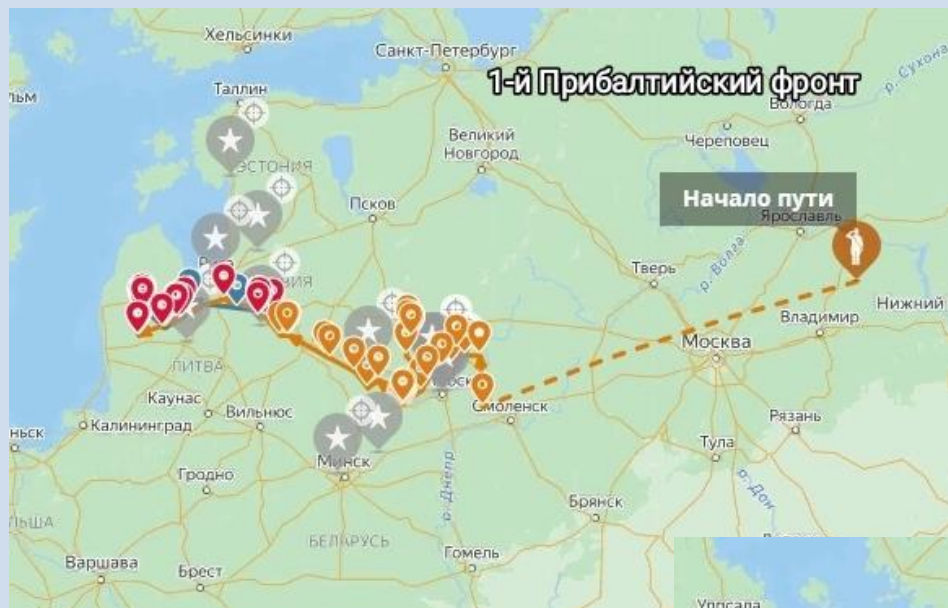 Хельсинки
Санкт-Петербург
1-й Прибалтийский фронт
Таллин
Вологда
р. Сухона
Череповец
Великий
Новгород
ЭСТОНИЯ
Псков
Начало пути
Ярославль
Тверь
р. Волга
Нижний
Владимир
Москва
ЛИТВА
Каунас
Вильнюс
Смоленск
Калининград
Рязань
Тула
Минск
р. Днепр
р. Дон
Гродно
Брянск
БЕЛАРУСЬ
Гомель
Варшава
Брест
Уппсала